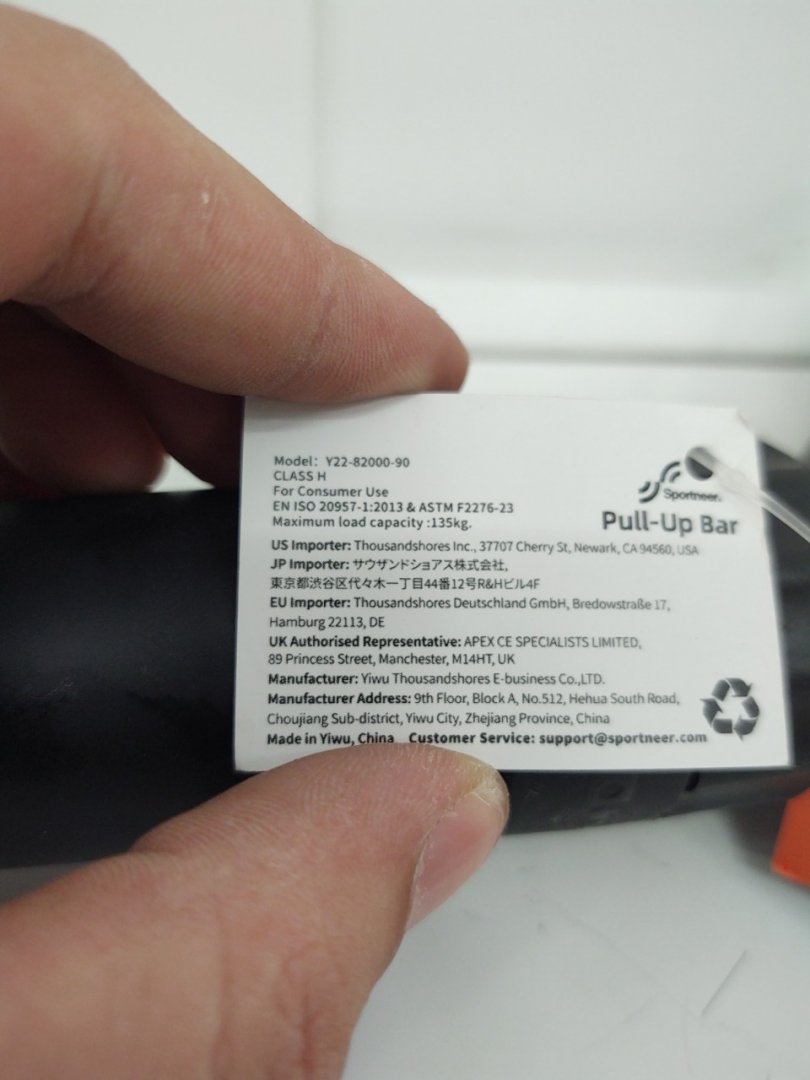 Model: Y22-82000-90
CLASS H
For Consumer Use
EN ISO 20957-1:2013 & ASTM F2276-23
Maximum load capacity :135kg.
Sportneer.
Pull-Up Bar
US Importer: Thousandshores Inc., 37707 Cherry St, Newark, CA 94560, USA
JP Importer: サウザンドショアス株式会社,
東京都渋谷区代々木一丁目44番12号R&Hビル4F
EU Importer: Thousandshores Deutschland GmbH, Bredowstraße 17,
Hamburg 22113, DE
UK Authorised Representative: APEX CE SPECIALISTS LIMITED,
89 Princess Street, Manchester, M14HT, UK
Manufacturer: Yiwu Thousandshores E-business Co.,LTD.
Manufacturer Address: 9th Floor, Block A, No.512, Hehua South Road,
Choujiang Sub-district, Yiwu City, Zhejiang Province, China
Made in Yiwu, China Customer Service: support@sportneer.com